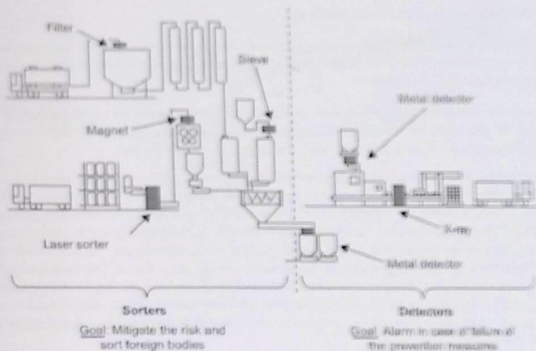 Filter
Sieve
Metal detector
Magnet
X-ray
Laser sorter
Metal detector
Sorters
Detectors
Goal: Mitigate the risk and
sort foreign bodies
Goal: Alarm in case of failure of
the prevention measures